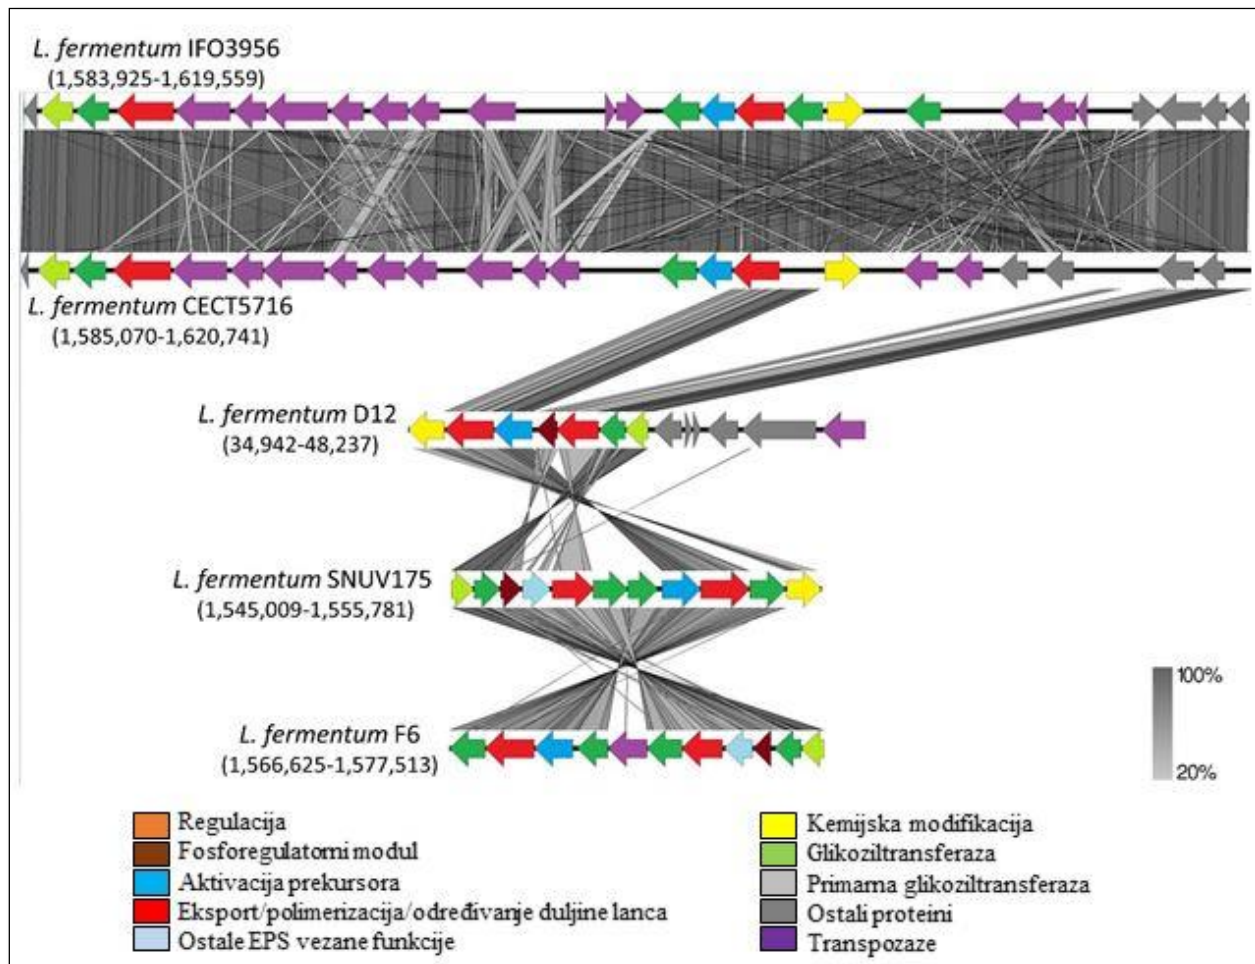 L. fermentum IFO3956
(1,583,925-1,619,559)
L. fermentum CECT5716
(1,585,070-1,620,741)
L. fermentum D12
(34,942-48,237)
L. fermentum SNUV175
(1,545,009-1,555,781)
L. fermentum F6
(1,566,625-1,577,513)
100%
20%
Regulacija
Fosforegulatorni modul
Aktivacija prekursora
Eksport/polimerizacija/određivanje duljine lanca
Ostale EPS vezane funkcije
Kemijska modifikacija
Glikoziltransferaza
Primarna glikoziltransferaza
Ostali proteini
Transpozaze